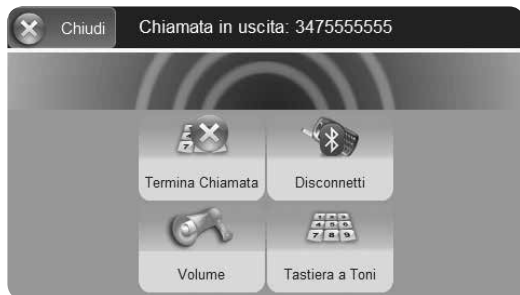 Chiudi
Chiamata in uscita: 3475555555
Termina Chiamata
Disconnetti
Volume
Tastiera a Toni